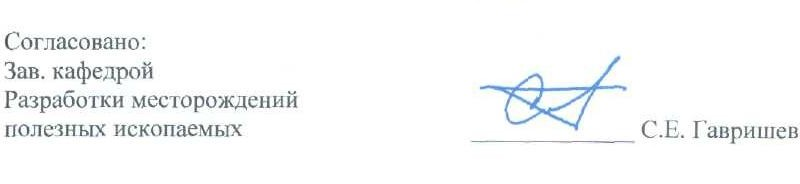 Согласовано:
Зав. кафедрой
Разработки месторождений
полезных ископаемых
С.Е. Гавришев